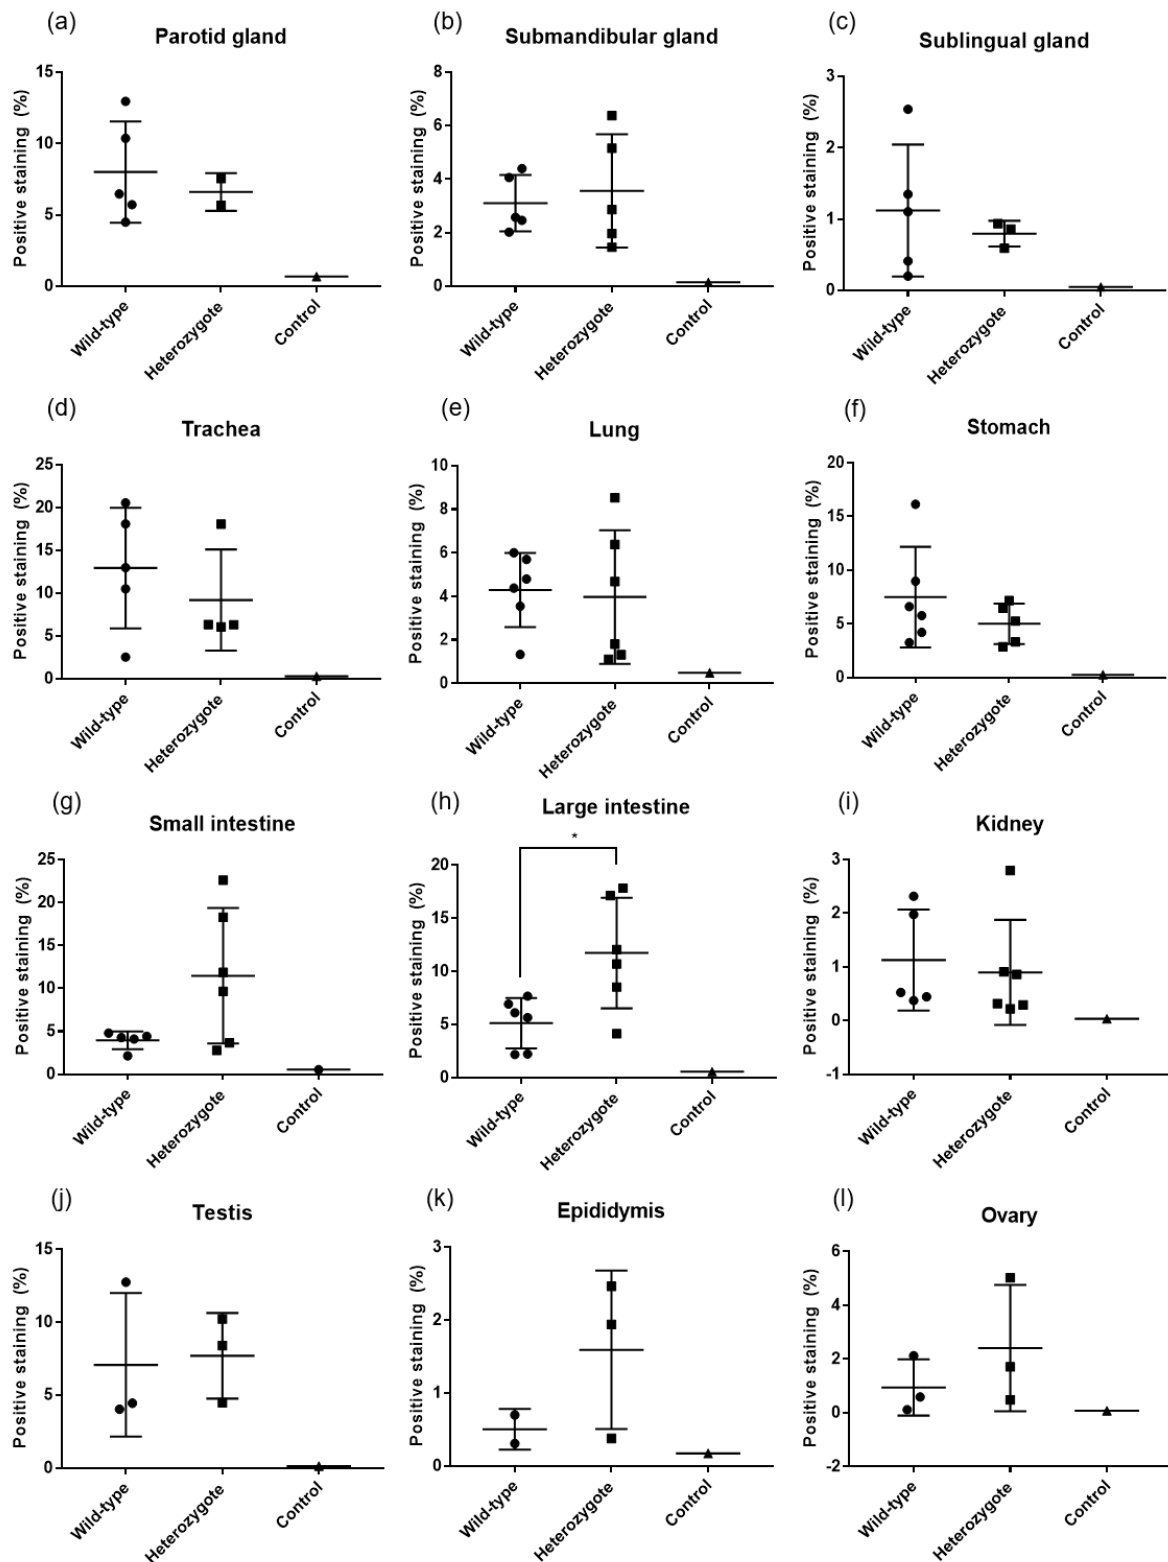 (a)
Parotid gland
15
10
5
0
Positive staining (%)
Wild-type
Heterozygote
Control
(b)
Submandibular gland
8
6
4
2
0
Positive staining (%)
Wild-type
Heterozygote
Control
(c)
Sublingual gland
3
2
1
0
Positive staining (%)
Wild-type
Heterozygote
Control
(d)
Trachea
25
20
15
10
5
0
Positive staining (%)
Wild-type
Heterozygote
Control
(e)
Lung
10
8
6
4
2
0
Positive staining (%)
Wild-type
Heterozygote
Control
(f)
Stomach
20
15
10
5
0
Positive staining (%)
Wild-type
Heterozygote
Control
(g)
Small intestine
25
20
15
10
5
0
Positive staining (%)
Wild-type
Heterozygote
Control
(h)
Large intestine
*
20
15
10
5
0
Positive staining (%)
Wild-type
Heterozygote
Control
(i)
Kidney
3
2
1
0
-1
Positive staining (%)
Wild-type
Heterozygote
Control
(j)
Testis
15
10
5
0
Positive staining (%)
Wild-type
Heterozygote
Control
(k)
Epididymis
3
2
1
0
Positive staining (%)
Wild-type
Heterozygote
Control
(l)
Ovary
6
4
2
0
-2
Positive staining (%)
Wild-type
Heterozygote
Control